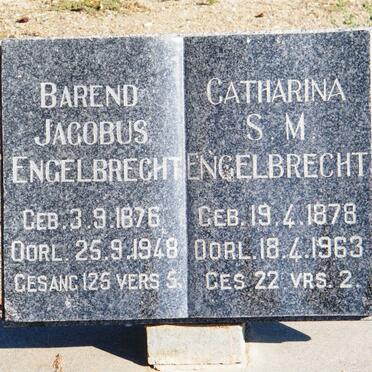 BAREND
JACOBUS
ENGELBRECHT
GEB. 3.9.1876
OORL. 25.9.1948
GESANG 125 VERS 5.
CATHARINA
S M
ENGELBRECHT
GEB. 19.4.1878
OORL. 18.4.1963
GES 22 VRS. 2.